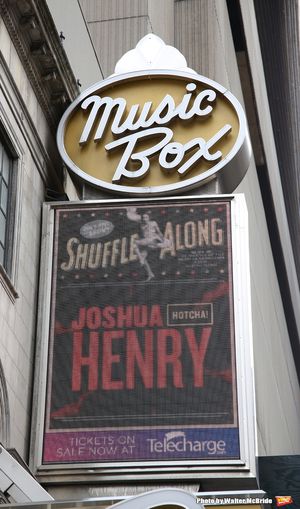 Music
Box
SHUFFLE ALONG
JOSHUA HOTCHA!
HENRY
TICKETS ON
SALE NOW AT Telecharge
Photo by Walter McBride